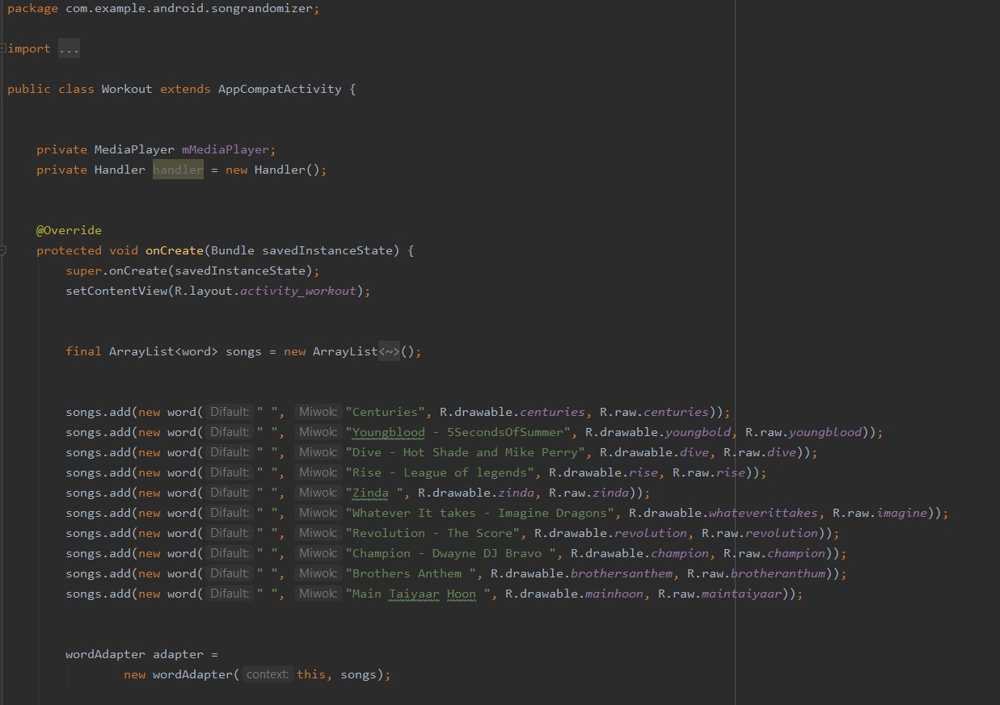 package com.example.android.songrandomizer;
import ...
public class Workout extends AppCompatActivity {
private MediaPlayer mMediaPlayer;
private Handler handler = new Handler();
@Override
protected void onCreate(Bundle savedInstanceState) {
super.onCreate(savedInstanceState);
setContentView(R.layout.activity_workout);
final ArrayList<word> songs = new ArrayList<~>();
songs.add(new word( Difault: " ", Miwok: "Centuries", R.drawable.centuries, R.raw.centuries));
songs.add(new word( Difault: " ", Miwok: "Youngblood - 5SecondsOfSummer", R.drawable.youngbold, R.raw.youngblood));
songs.add(new word( Difault: " ", Miwok: "Dive - Hot Shade and Mike Perry", R.drawable.dive, R.raw.dive));
songs.add(new word( Difault: " ", Miwok: "Rise - League of legends", R.drawable.rise, R.raw.rise));
songs.add(new word( Difault: " ", Miwok: "Zinda ", R.drawable.zinda, R.raw.zinda));
songs.add(new word( Difault: " ", Miwok: "Whatever It takes - Imagine Dragons", R.drawable.whateverittakes, R.raw.imagine));
songs.add(new word( Difault: " ", Miwok: "Revolution - The Score", R.drawable.revolution, R.raw.revolution));
songs.add(new word( Difault: " ", Miwok: "Champion - Dwayne DJ Bravo ", R.drawable.champion, R.raw.champion));
songs.add(new word( Difault: " ", Miwok: "Brothers Anthem ", R.drawable.brothersanthem, R.raw.brotheranthum));
songs.add(new word( Difault: " ", Miwok: "Main Taiyaar Hoon ", R.drawable.mainhoon, R.raw.maintaiyaar));
wordAdapter adapter =
new wordAdapter( context: this, songs);